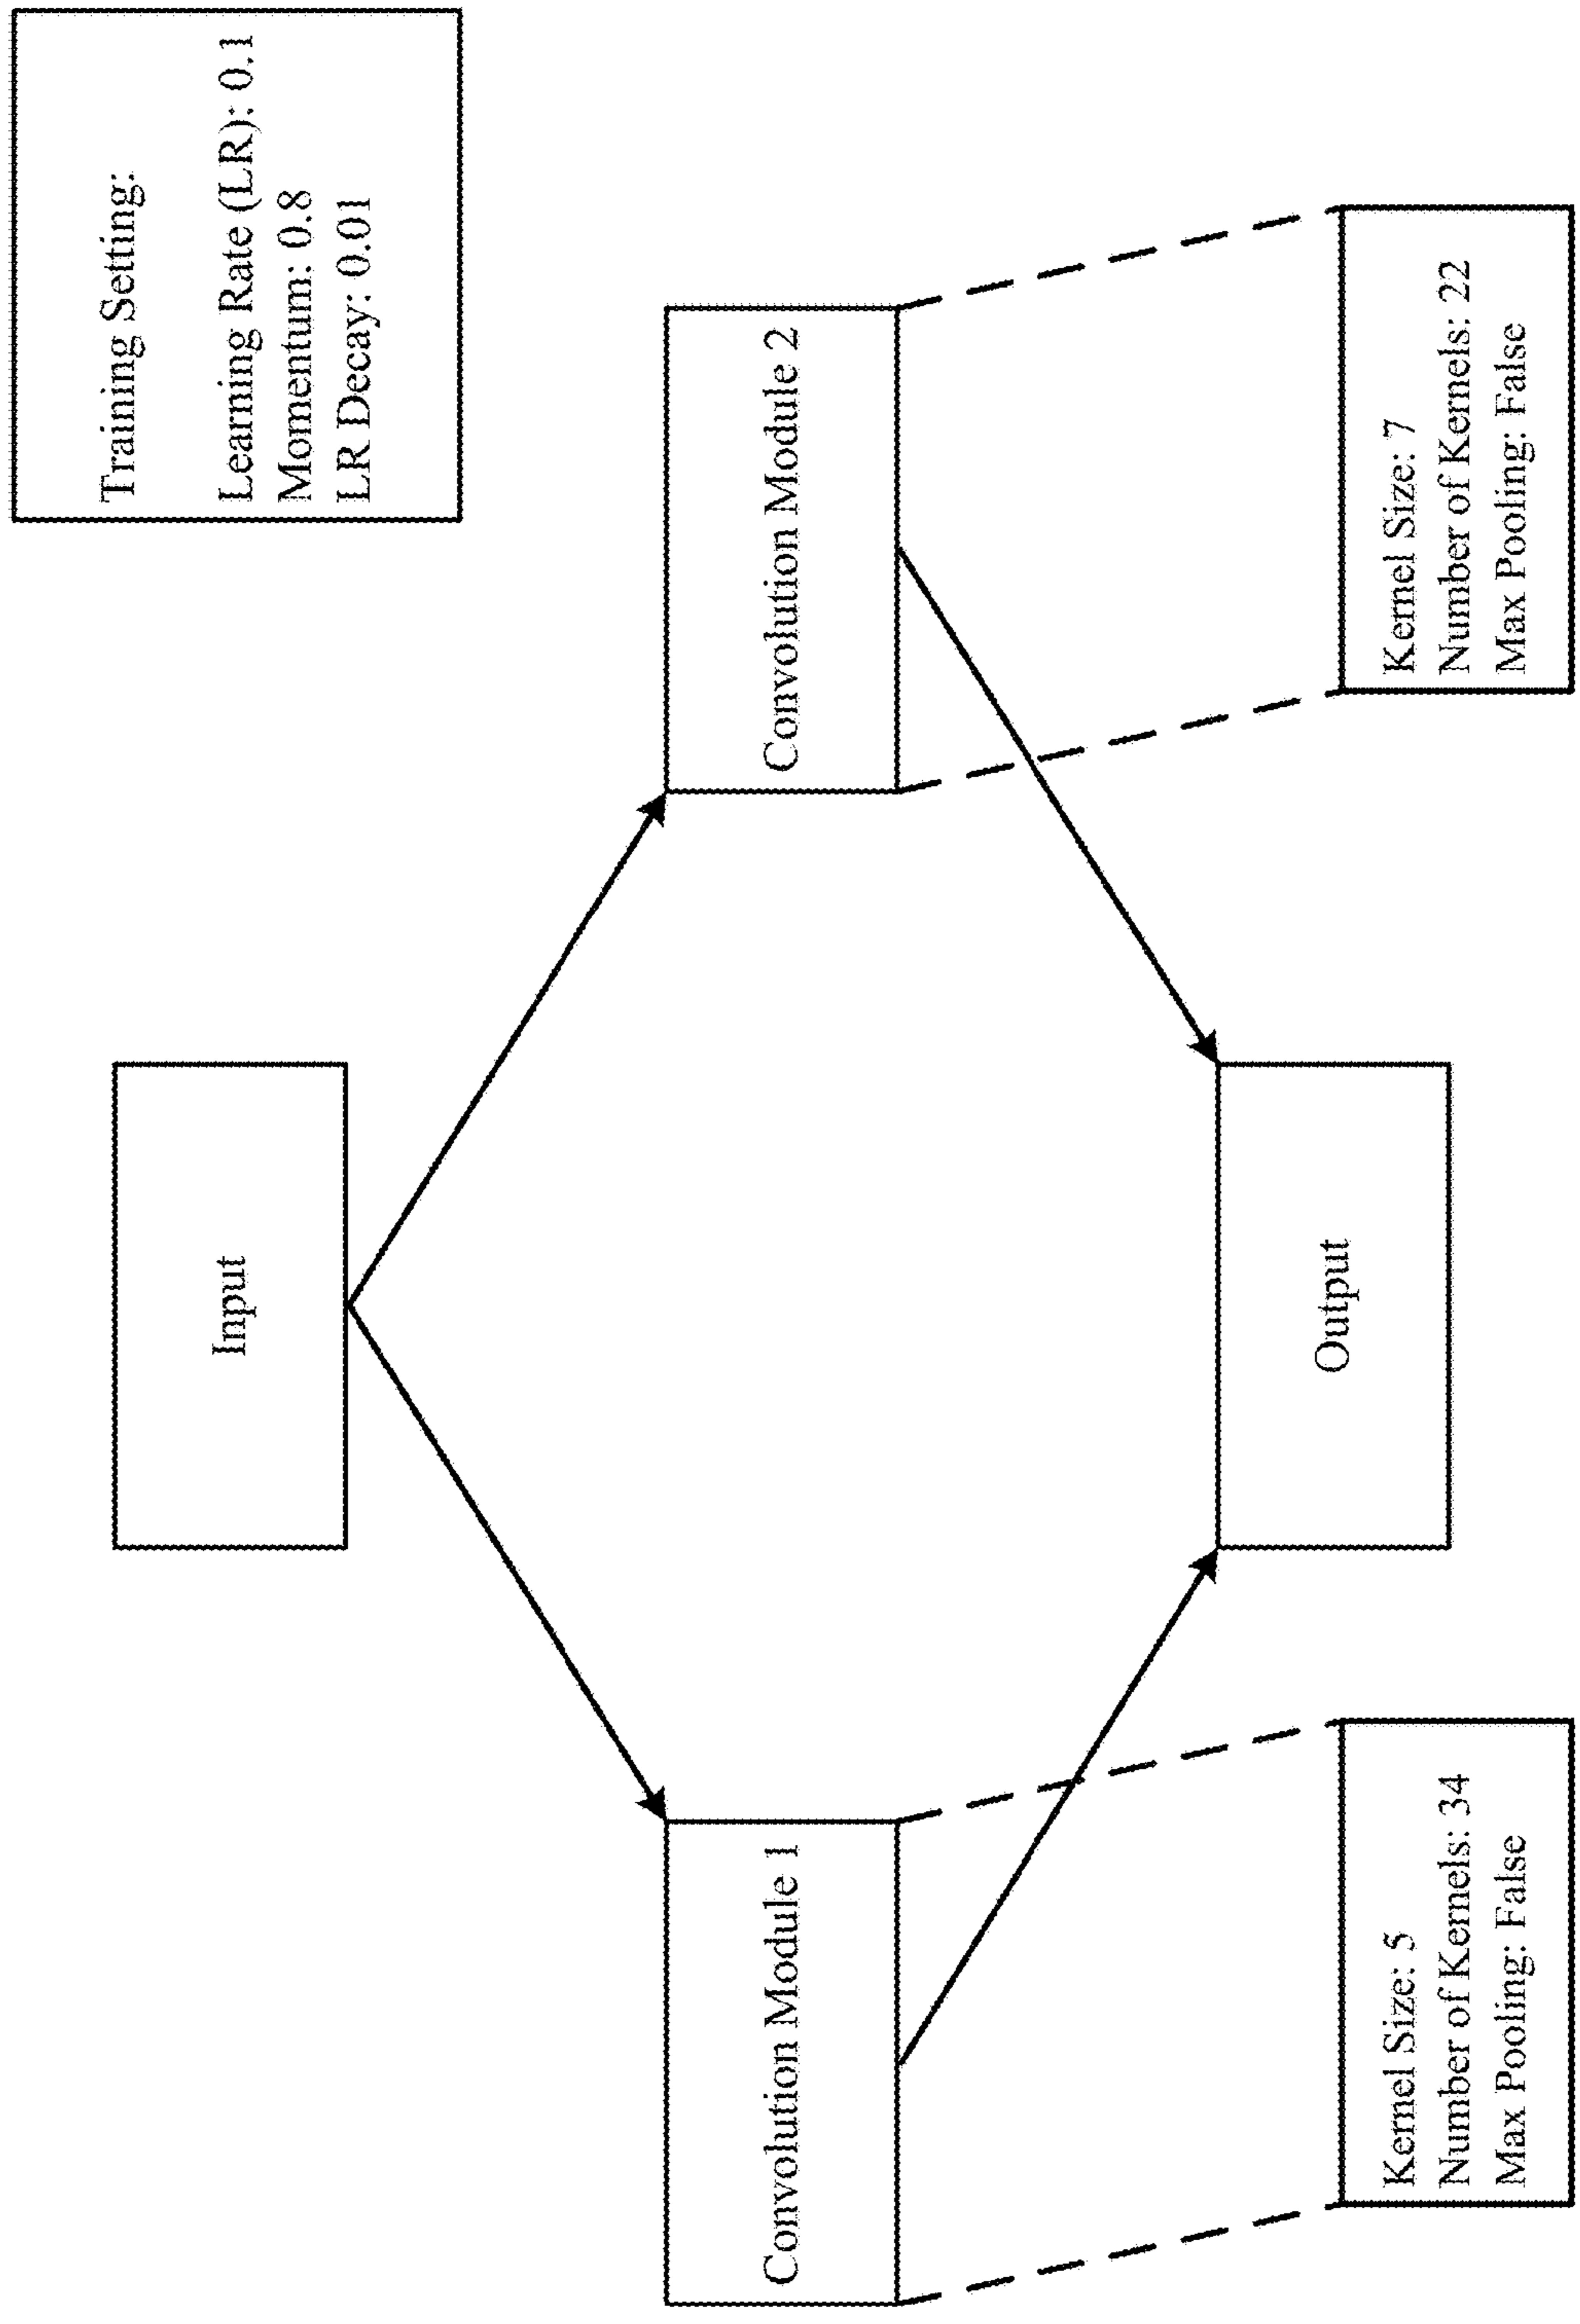 Training Setting:
Learning Rate (LR): 0.1
Momentum: 0.8
LR Decay: 0.01
Input
Convolution Module 1
Convolution Module 2
Output
Kernel Size: 5
Number of Kernels: 34
Max Pooling: False
Kernel Size: 7
Number of Kernels: 22
Max Pooling: False